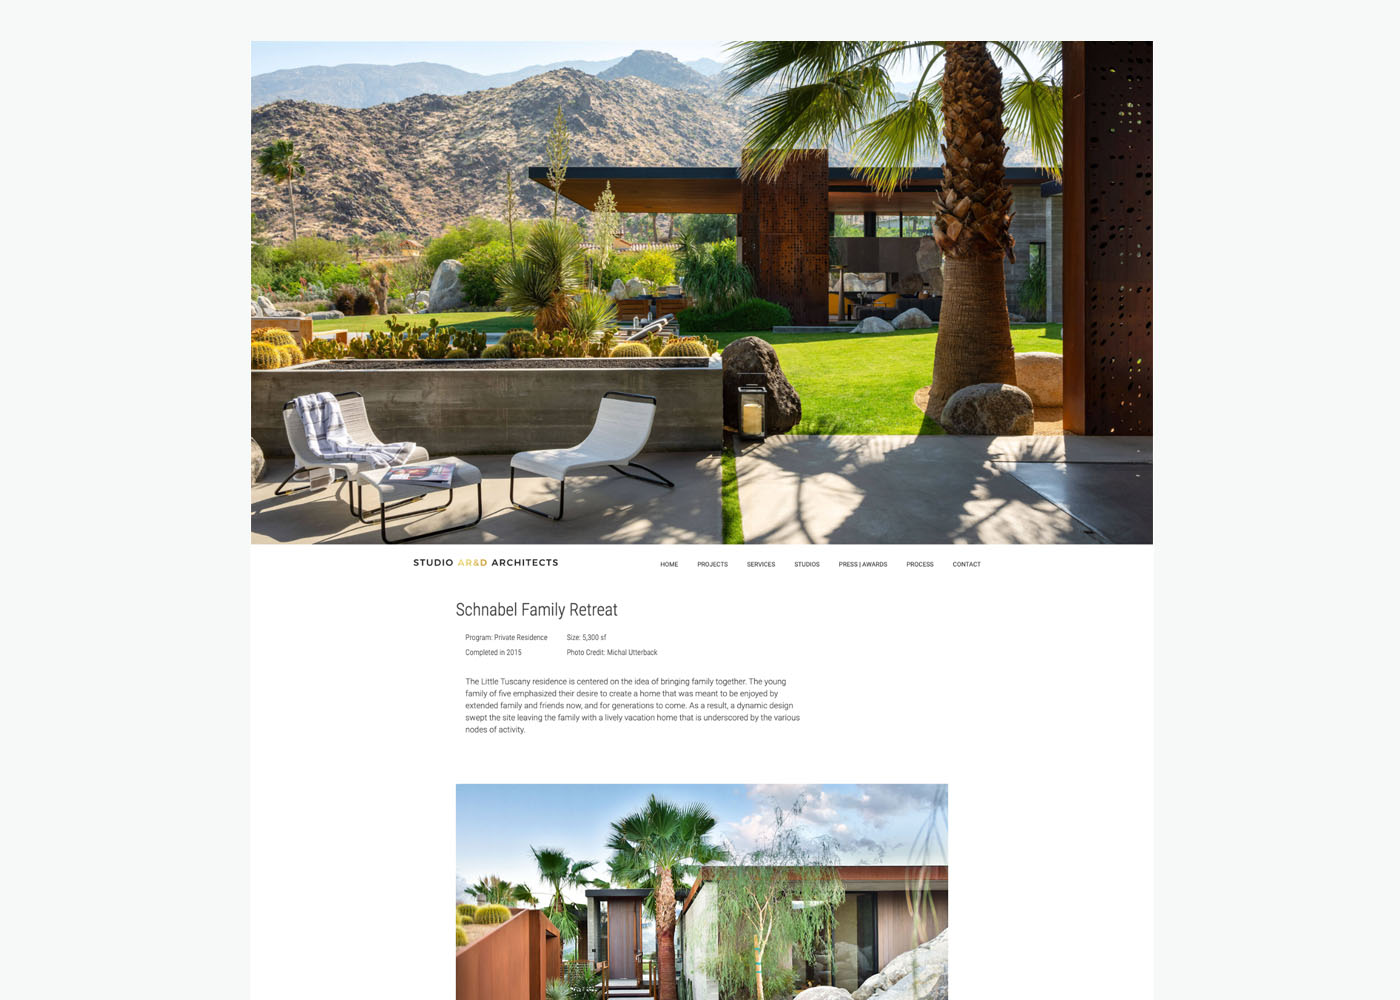 STUDIO AR&D ARCHITECTS
HOME PROJECTS SERVICES STUDIOS PRESS | AWARDS PROCESS CONTACT
Schnabel Family Retreat
Program: Private Residence Size: 5,300 sf
Completed in 2015 Photo Credit: Michal Utterback
The Little Tuscany residence is centered on the idea of bringing family together. The young
family of five emphasized their desire to create a home that was meant to be enjoyed by
extended family and friends now, and for generations to come. As a result, a dynamic design
swept the site leaving the family with a lively vacation home that is underscored by the various
nodes of activity.